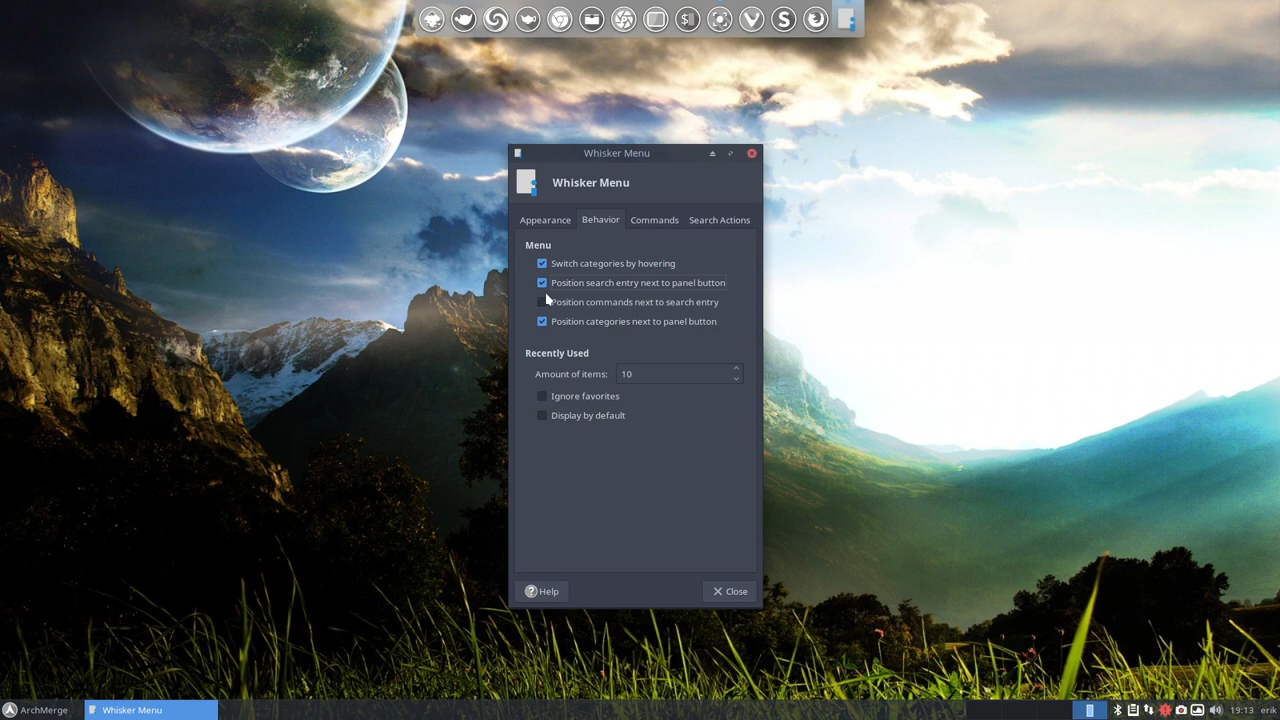 Whisker Menu
Whisker Menu
Appearance Behavior Commands Search Actions
Menu
Switch categories by hovering
Position search entry next to panel button
Position commands next to search entry
Position categories next to panel button
Recently Used
Amount of items: 10
Ignore favorites
Display by default
Help Close
ArchMerge Whisker Menu 19:13 erik